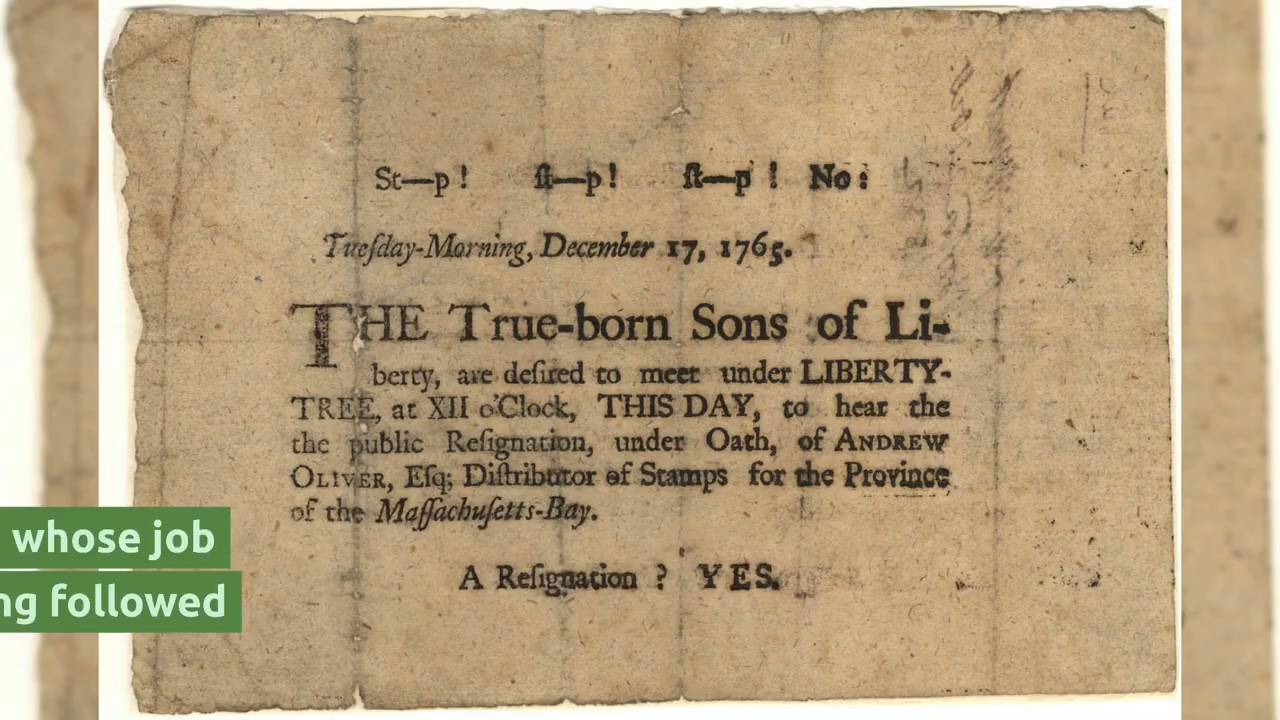 St—p! ſt—p! ſt—p! No:
Tueſday-Morning, December 17, 1765.
THE True-born Sons of Li-
berty, are deſired to meet under LIBERTY-
TREE, at XII o'Clock, THIS DAY, to hear the
the public Reſignation, under Oath, of ANDREW
OLIVER, Eſq; Diſtributor of Stamps for the Province
of the Maſſachuſetts-Bay.
A Reſignation ? YES.
whose job
ng followed